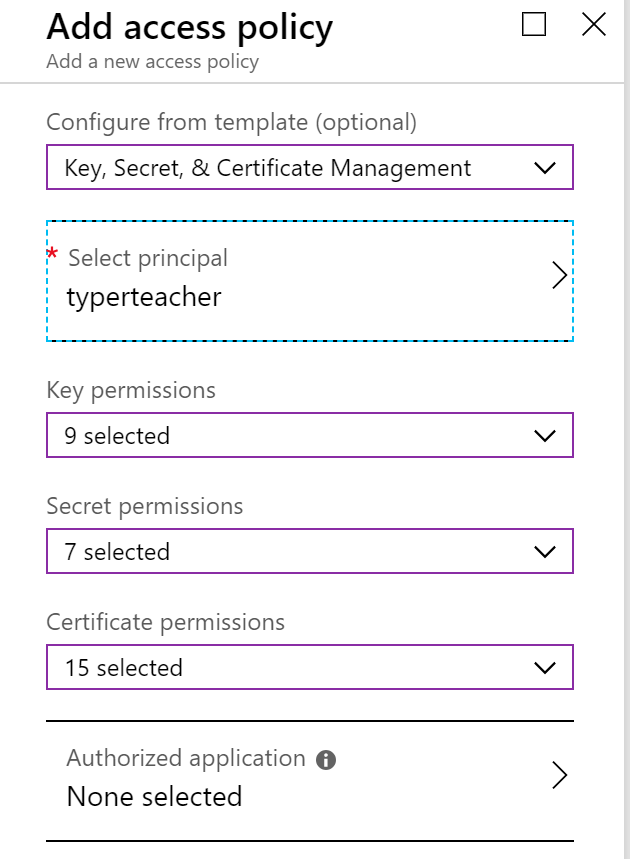 Add access policy
Add a new access policy
Configure from template (optional)
Key, Secret, & Certificate Management
* Select principal
typerteacher
Key permissions
9 selected
Secret permissions
7 selected
Certificate permissions
15 selected
Authorized application
None selected